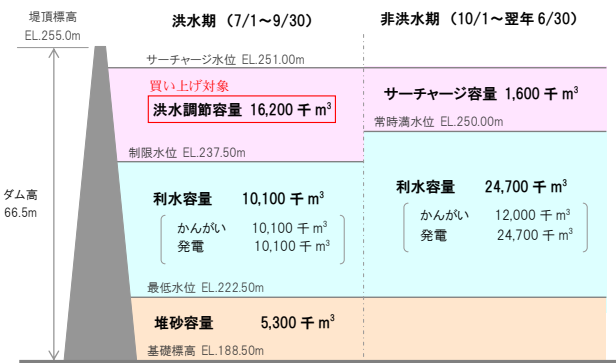 堤頂標高
EL.255.0m
洪水期（7/1～9/30）
非洪水期（10/1～翌年 6/30）
サーチャージ水位 EL.251.00m
買い上げ対象
洪水調節容量 16,200 千 m³
サーチャージ容量 1,600 千 m³
常時満水位 EL.250.00m
制限水位 EL.237.50m
ダム高
66.5m
利水容量 10,100 千 m³
かんがい 10,100 千 m³
発電 10,100 千 m³
利水容量 24,700 千 m³
かんがい 12,000 千 m³
発電 24,700 千 m³
最低水位 EL.222.50m
堆砂容量 5,300 千 m³
基礎標高 EL.188.50m